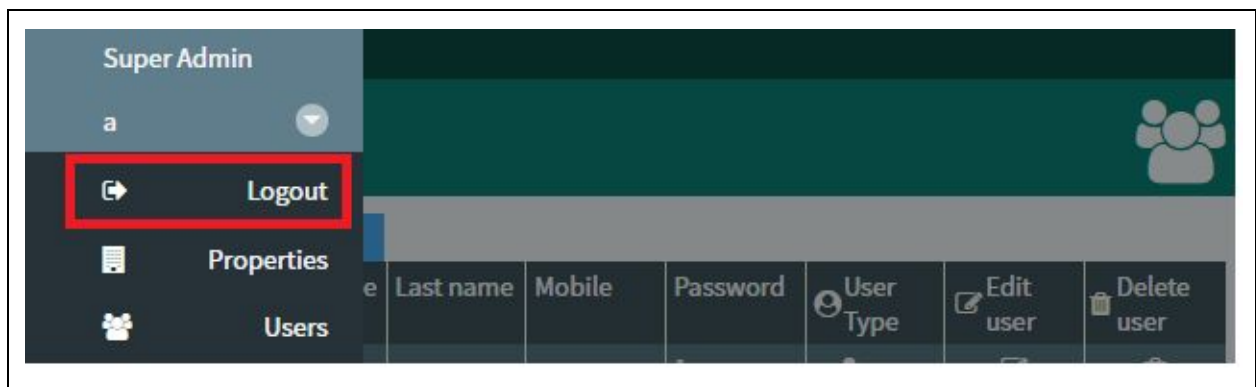 Super Admin
a
Logout
Properties
Users
e Last name Mobile Password User Type Edit user Delete user